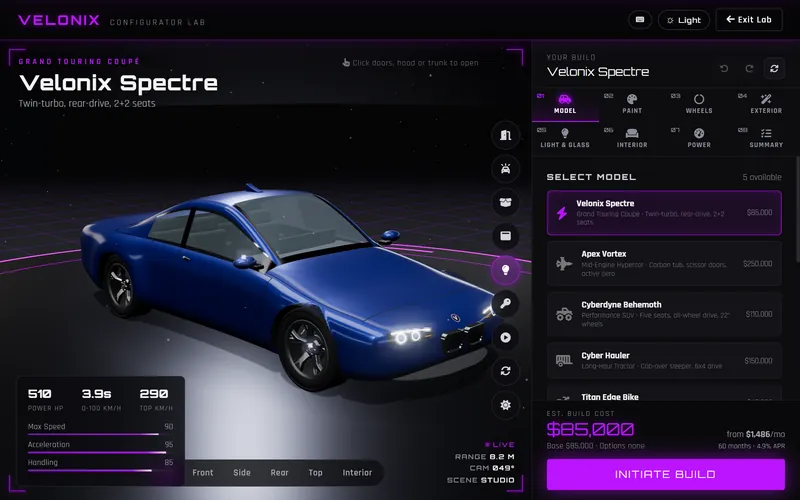 VELONIX CONFIGURATOR LAB
Light
Exit Lab
GRAND TOURING COUPÉ
Velonix Spectre
Twin-turbo, rear-drive, 2+2 seats
Click doors, hood or trunk to open
510
POWER HP
3.9s
0-100 KM/H
290
TOP KM/H
Max Speed 90
Acceleration 95
Handling 85
Front Side Rear Top Interior
LIVE
RANGE 8.2 M
CAM 049°
SCENE STUDIO
YOUR BUILD
Velonix Spectre
01 MODEL
02 PAINT
03 WHEELS
04 EXTERIOR
05 LIGHT & GLASS
06 INTERIOR
07 POWER
08 SUMMARY
SELECT MODEL 5 available
Velonix Spectre
Grand Touring Coupé · Twin-turbo, rear-drive, 2+2
seats
$85,000
Apex Vortex
Mid-Engine Hypercar · Carbon tub, scissor doors,
active aero
$250,000
Cyberdyne Behemoth
Performance SUV · Five seats, all-wheel drive, 22"
wheels
$110,000
Cyber Hauler
Long-Haul Tractor · Cab-over sleeper, 6x4 drive
$150,000
Titan Edge Bike
EST. BUILD COST
$85,000
from $1,486/mo
Base $85,000 · Options none
60 months · 4.9% APR
INITIATE BUILD